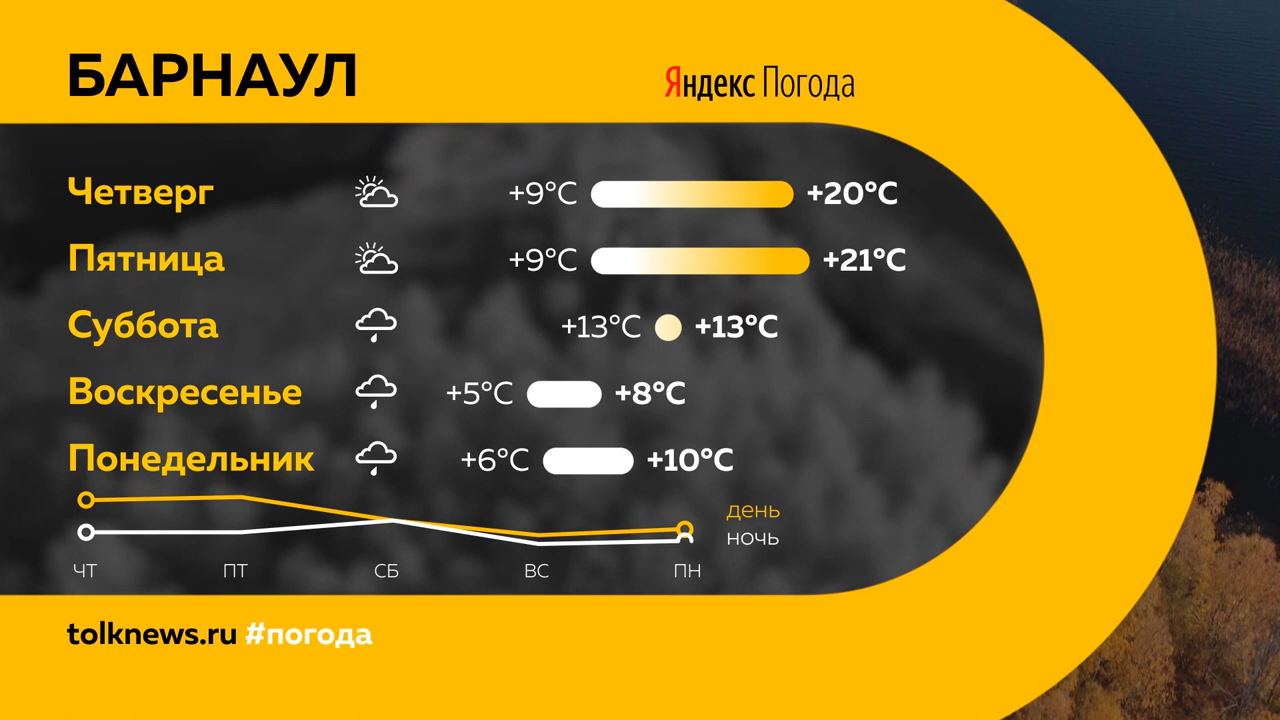 БАРНАУЛ
Яндекс Погода
Четверг +9°C +20°C
Пятница +9°C +21°C
Суббота +13°C +13°C
Воскресенье +5°C +8°C
Понедельник +6°C +10°C
день
ночь
ЧТ ПТ СБ ВС ПН
tolknews.ru #погода